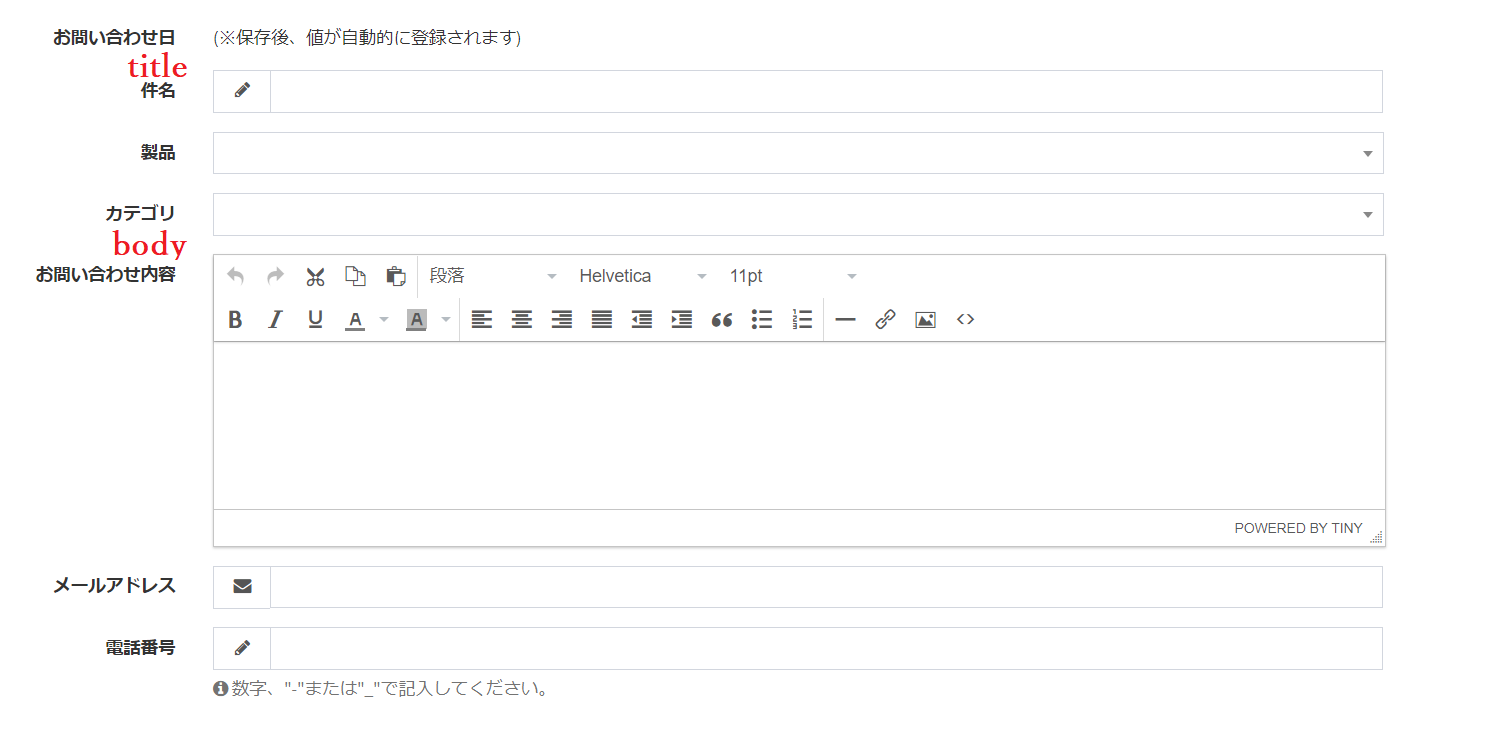 お問い合わせ日 (※保存後、値が自動的に登録されます)
title
件名
製品
カテゴリ
body
お問い合わせ内容
段落 Helvetica 11pt
B I U A A
POWERED BY TINY
メールアドレス
電話番号
数字、"-"または"_"で記入してください。